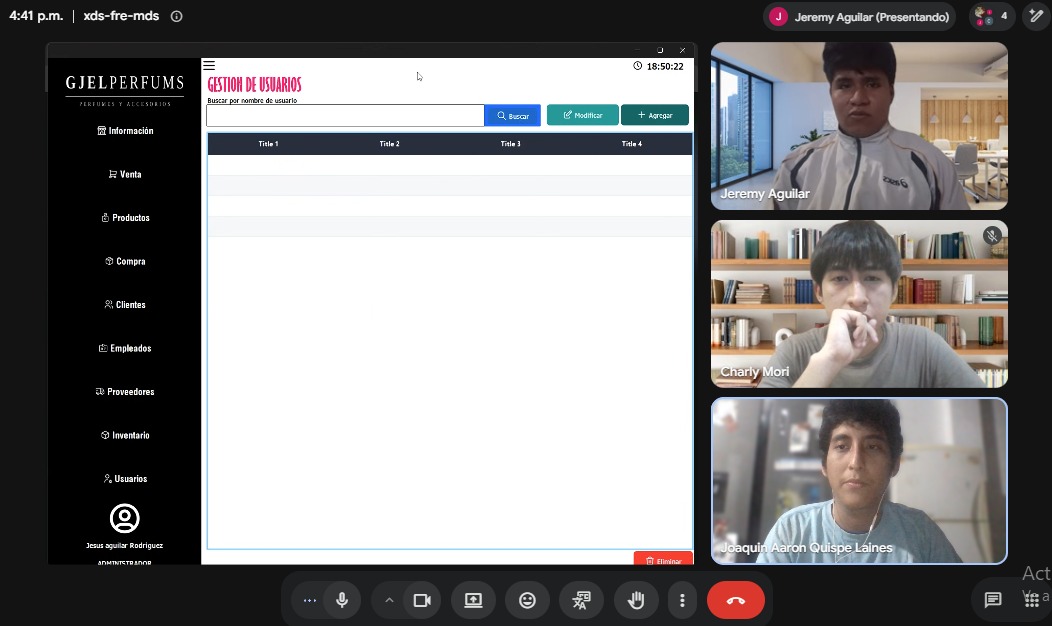 4:41 p.m.
xds-fre-mds
Jeremy Aguilar (Presentando)
4
GJELPERFUMS
PERFUMES Y ACCESORIOS
Información
Venta
Productos
Compra
Clientes
Empleados
Proveedores
Inventario
Usuarios
Jesus aguilar Rodriguez
ADMINISTRADOR
18:50:22
GESTION DE USUARIOS
Buscar por nombre de usuario
Buscar
Modificar
Agregar
Title 1
Title 2
Title 3
Title 4
Eliminar
Jeremy Aguilar
Charly Mori
Joaquin Aaron Quispe Laines
Act